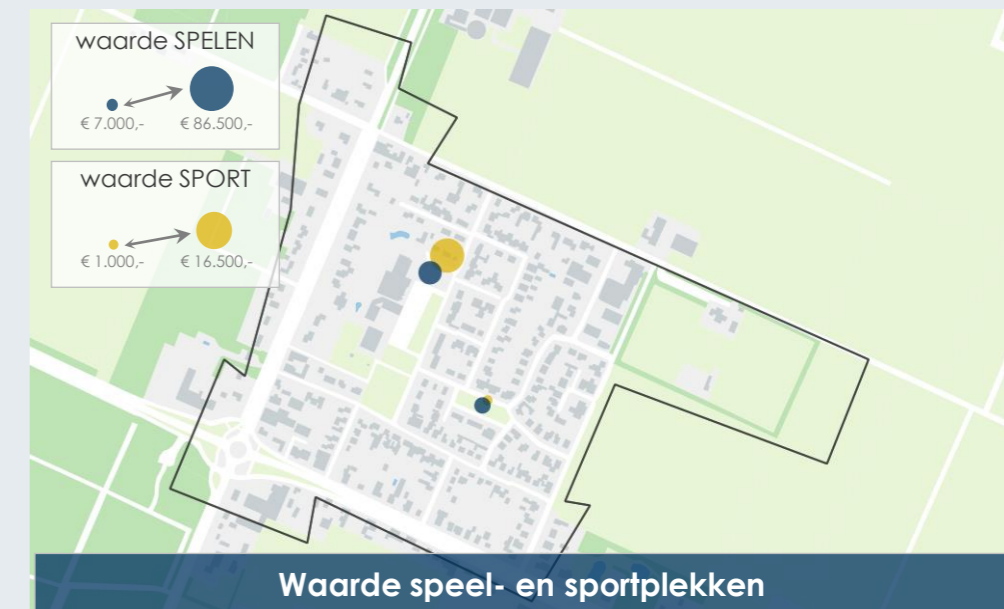 waarde SPELEN
€ 7.000,- € 86.500,-
waarde SPORT
€ 1.000,- € 16.500,-
Waarde speel- en sportplekken